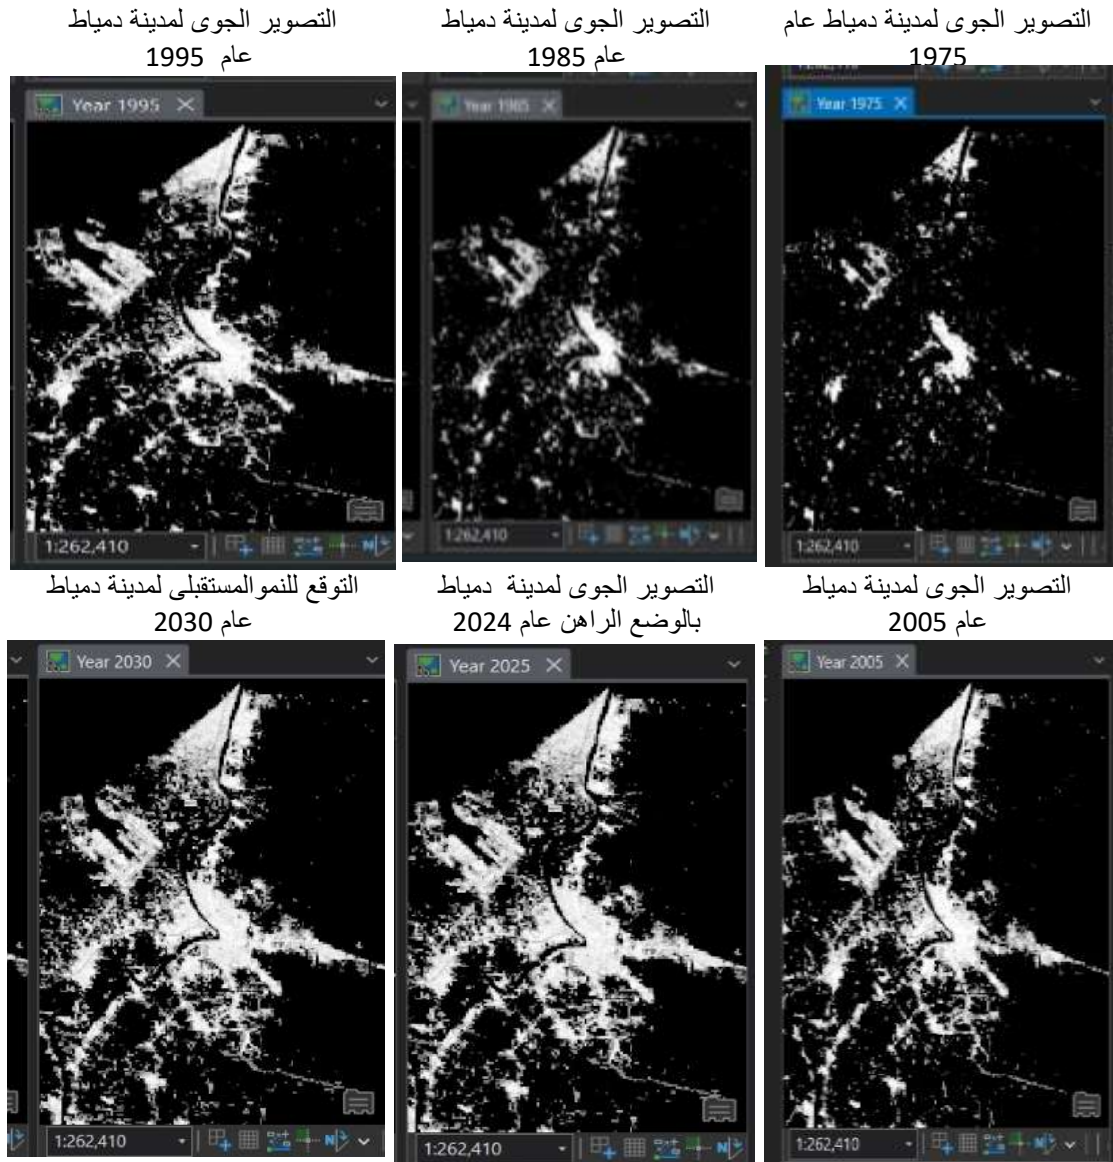 التصوير الجوى لمدينة دمياط عام
1975
التصوير الجوى لمدينة دمياط
عام 1985
التصوير الجوى لمدينة دمياط
عام 1995
Year 1975
Year 1985
Year 1995
1:262,410
1:262,410
1:262,410
التصوير الجوى لمدينة دمياط
عام 2005
التصوير الجوى لمدينة دمياط
بالوضع الراهن عام 2024
التوقع للنموالمستقبلى لمدينة دمياط
عام 2030
Year 2005
Year 2025
Year 2030
1:262,410
1:262,410
1:262,410